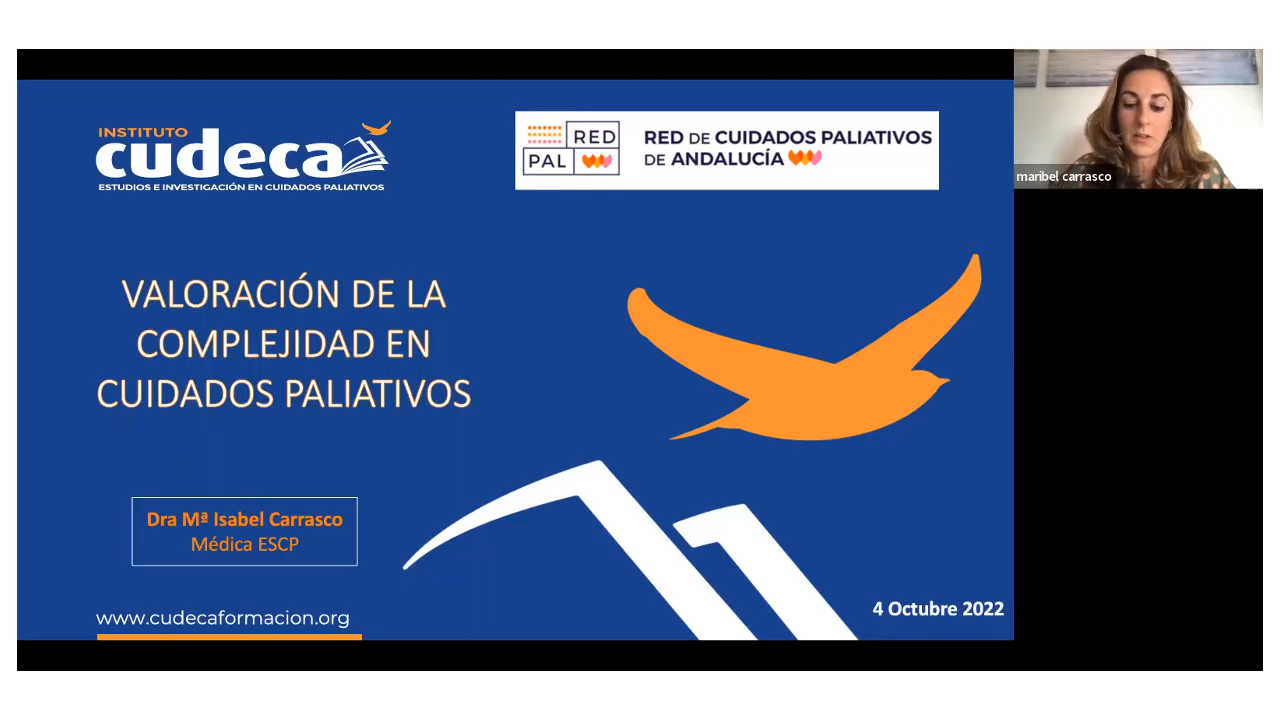 INSTITUTO
cudeca
ESTUDIOS E INVESTIGACIÓN EN CUIDADOS PALIATIVOS
RED
PAL
RED DE CUIDADOS PALIATIVOS
DE ANDALUCÍA
maribel carrasco
VALORACIÓN DE LA
COMPLEJIDAD EN
CUIDADOS PALIATIVOS
Dra Mª Isabel Carrasco
Médica ESCP
www.cudecaformacion.org
4 Octubre 2022